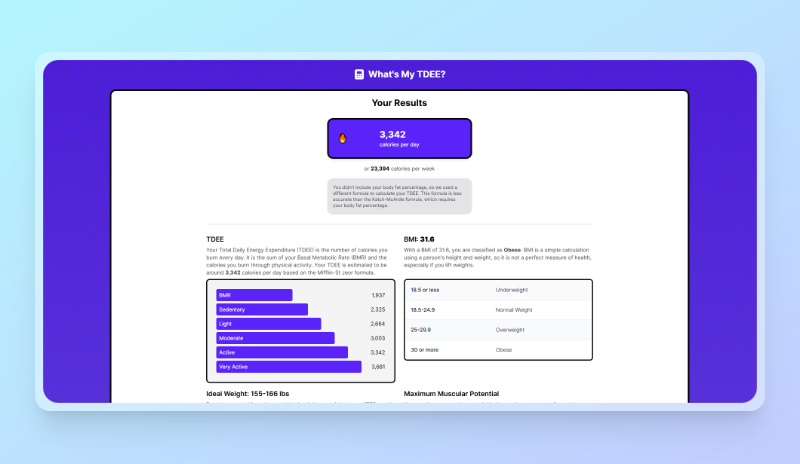 What's My TDEE?
Your Results
3,342
calories per day
or 23,394 calories per week
You didn't include your body fat percentage, so we used a
different formula to calculate your TDEE. This formula is less
accurate than the Katch-McArdle formula, which requires
your body fat percentage.
TDEE
Your Total Daily Energy Expenditure (TDEE) is the number of calories you
burn every day. It is the sum of your Basal Metabolic Rate (BMR) and the
calories you burn through physical activity. Your TDEE is estimated to be
around 3,342 calories per day based on the Mifflin-St Jeor formula.
BMR 1,937
Sedentary 2,325
Light 2,664
Moderate 3,003
Active 3,342
Very Active 3,681
BMI: 31.6
With a BMI of 31.6, you are classified as Obese. BMI is a simple calculation
using a person's height and weight, so it is not a perfect measure of health,
especially if you lift weights.
18.5 or less Underweight
18.5-24.9 Normal Weight
25-29.9 Overweight
30 or more Obese
Ideal Weight: 155-166 lbs
Maximum Muscular Potential